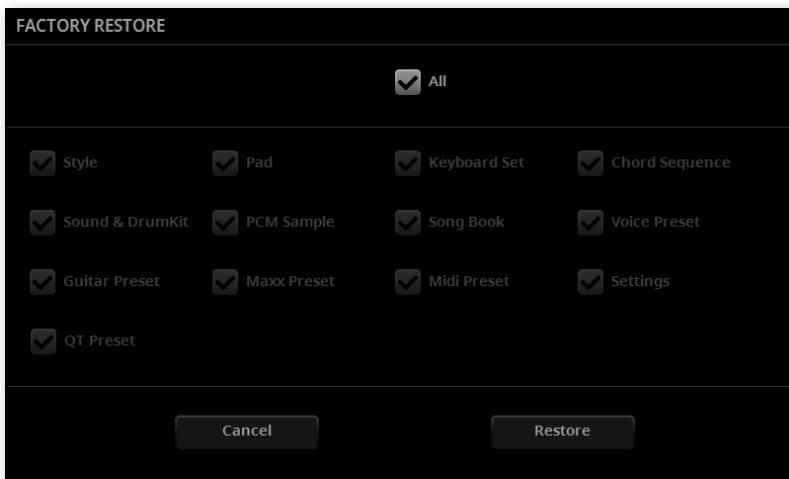 FACTORY RESTORE
All
Style Pad Keyboard Set Chord Sequence
Sound & DrumKit PCM Sample Song Book Voice Preset
Guitar Preset Maxx Preset Midi Preset Settings
QT Preset
Cancel Restore